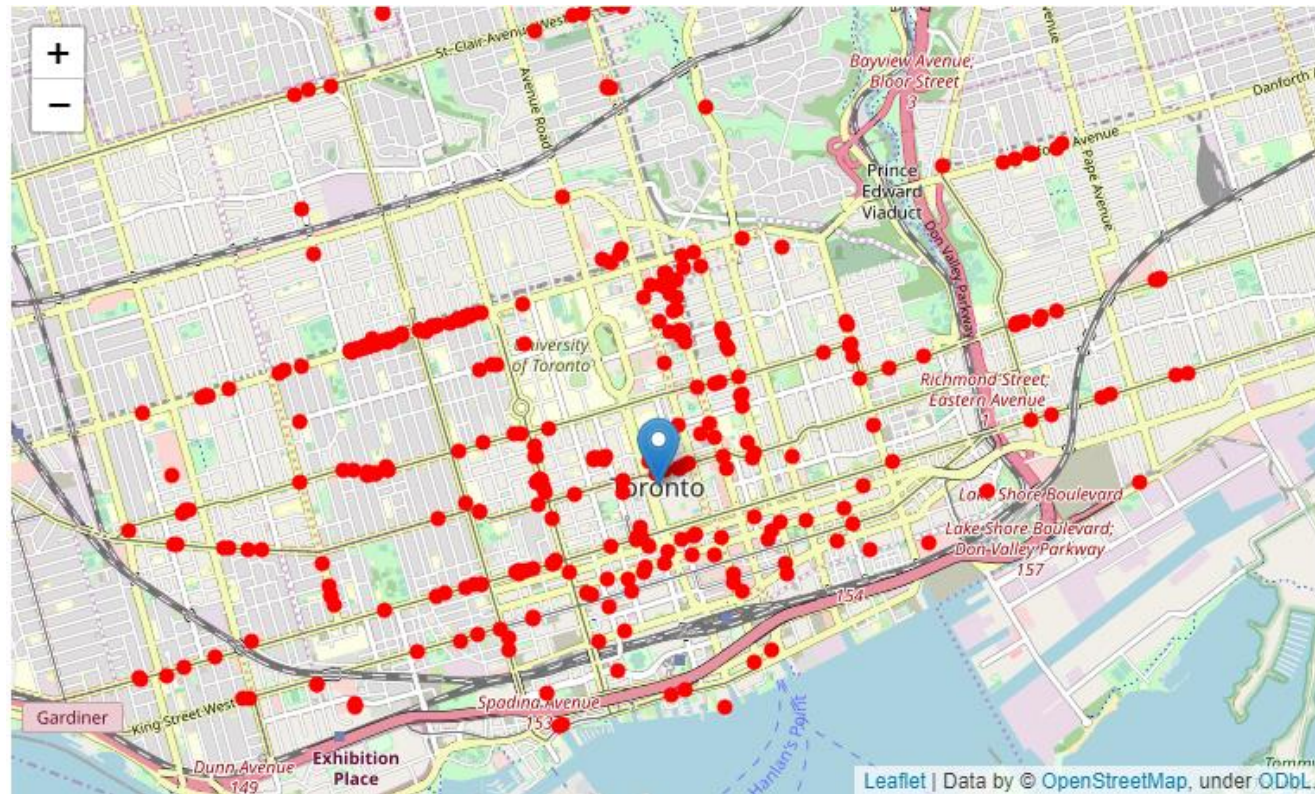 +
−
St. Clair Avenue West
Avenue Road
Bayview Avenue;
Bloor Street
3
Danforth
Pape Avenue
Prince
Edward
Viaduct
Don Valley Parkway
University
of Toronto
Richmond Street;
Eastern Avenue
1
Toronto
Lake Shore Boulevard
Lake Shore Boulevard;
Don Valley Parkway
157
154
Gardiner
King Street West
Spadina Avenue
153
Dunn Avenue
149
Exhibition
Place
Hanlan's Point
Leaflet | Data by © OpenStreetMap, under ODbL.